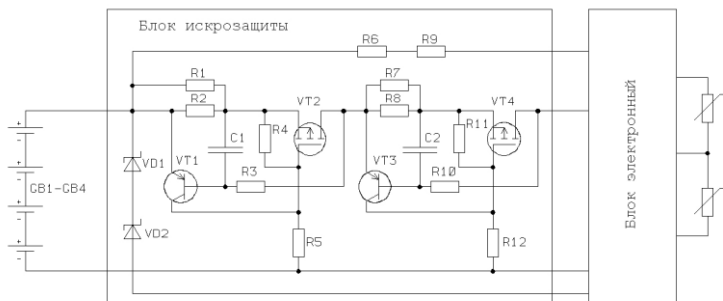 Блок искрозащиты
R6
R9
R1
R7
R2
VT2
R8
VT4
C1
R4
C2
R11
VD1
VT1
R3
VT3
R10
GB1-GB4
VD2
R5
R12
Блок электронный